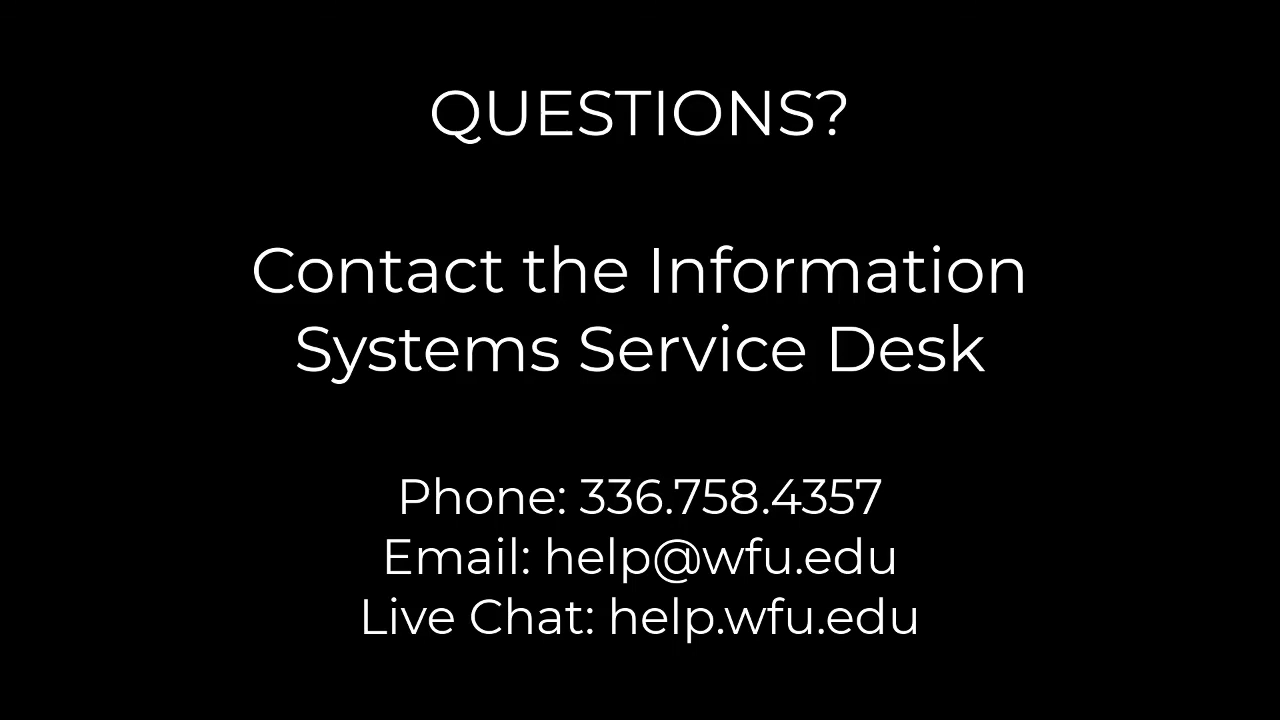 QUESTIONS?
Contact the Information
Systems Service Desk
Phone: 336.758.4357
Email: help@wfu.edu
Live Chat: help.wfu.edu